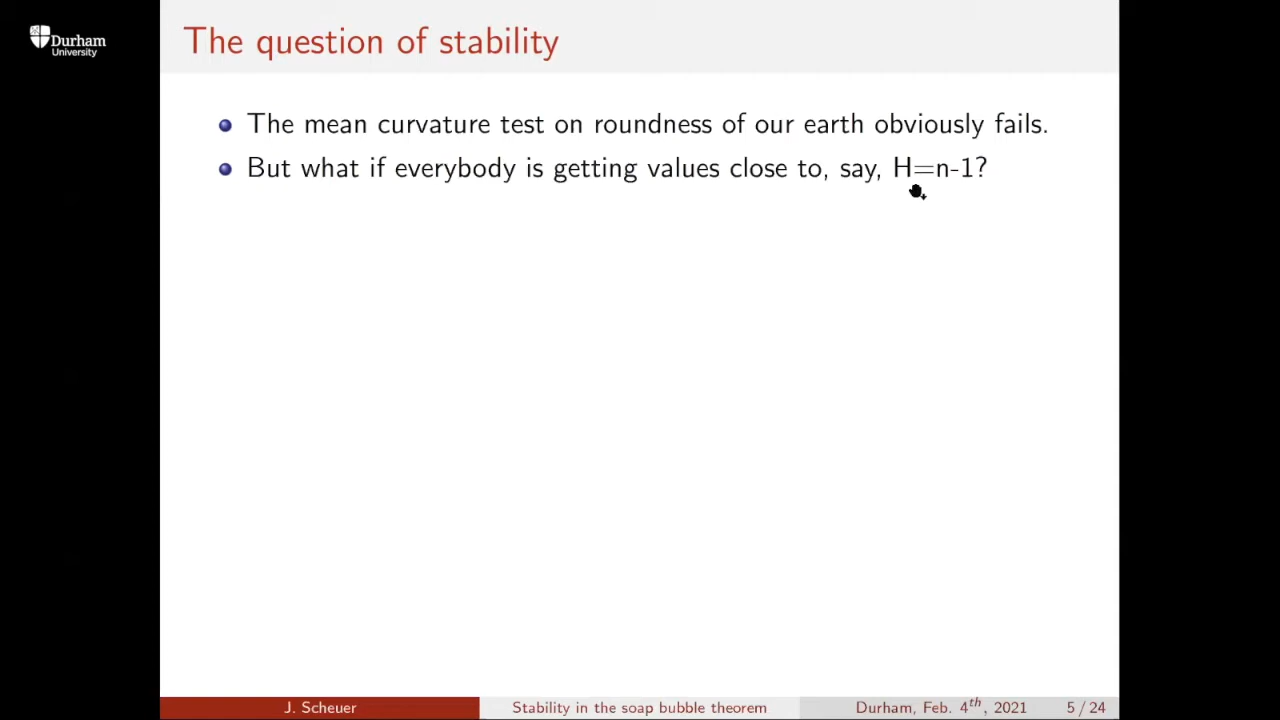 Durham
University
The question of stability
The mean curvature test on roundness of our earth obviously fails.
But what if everybody is getting values close to, say, H=n-1?
J. Scheuer
Stability in the soap bubble theorem
Durham, Feb. 4th, 2021
5 / 24